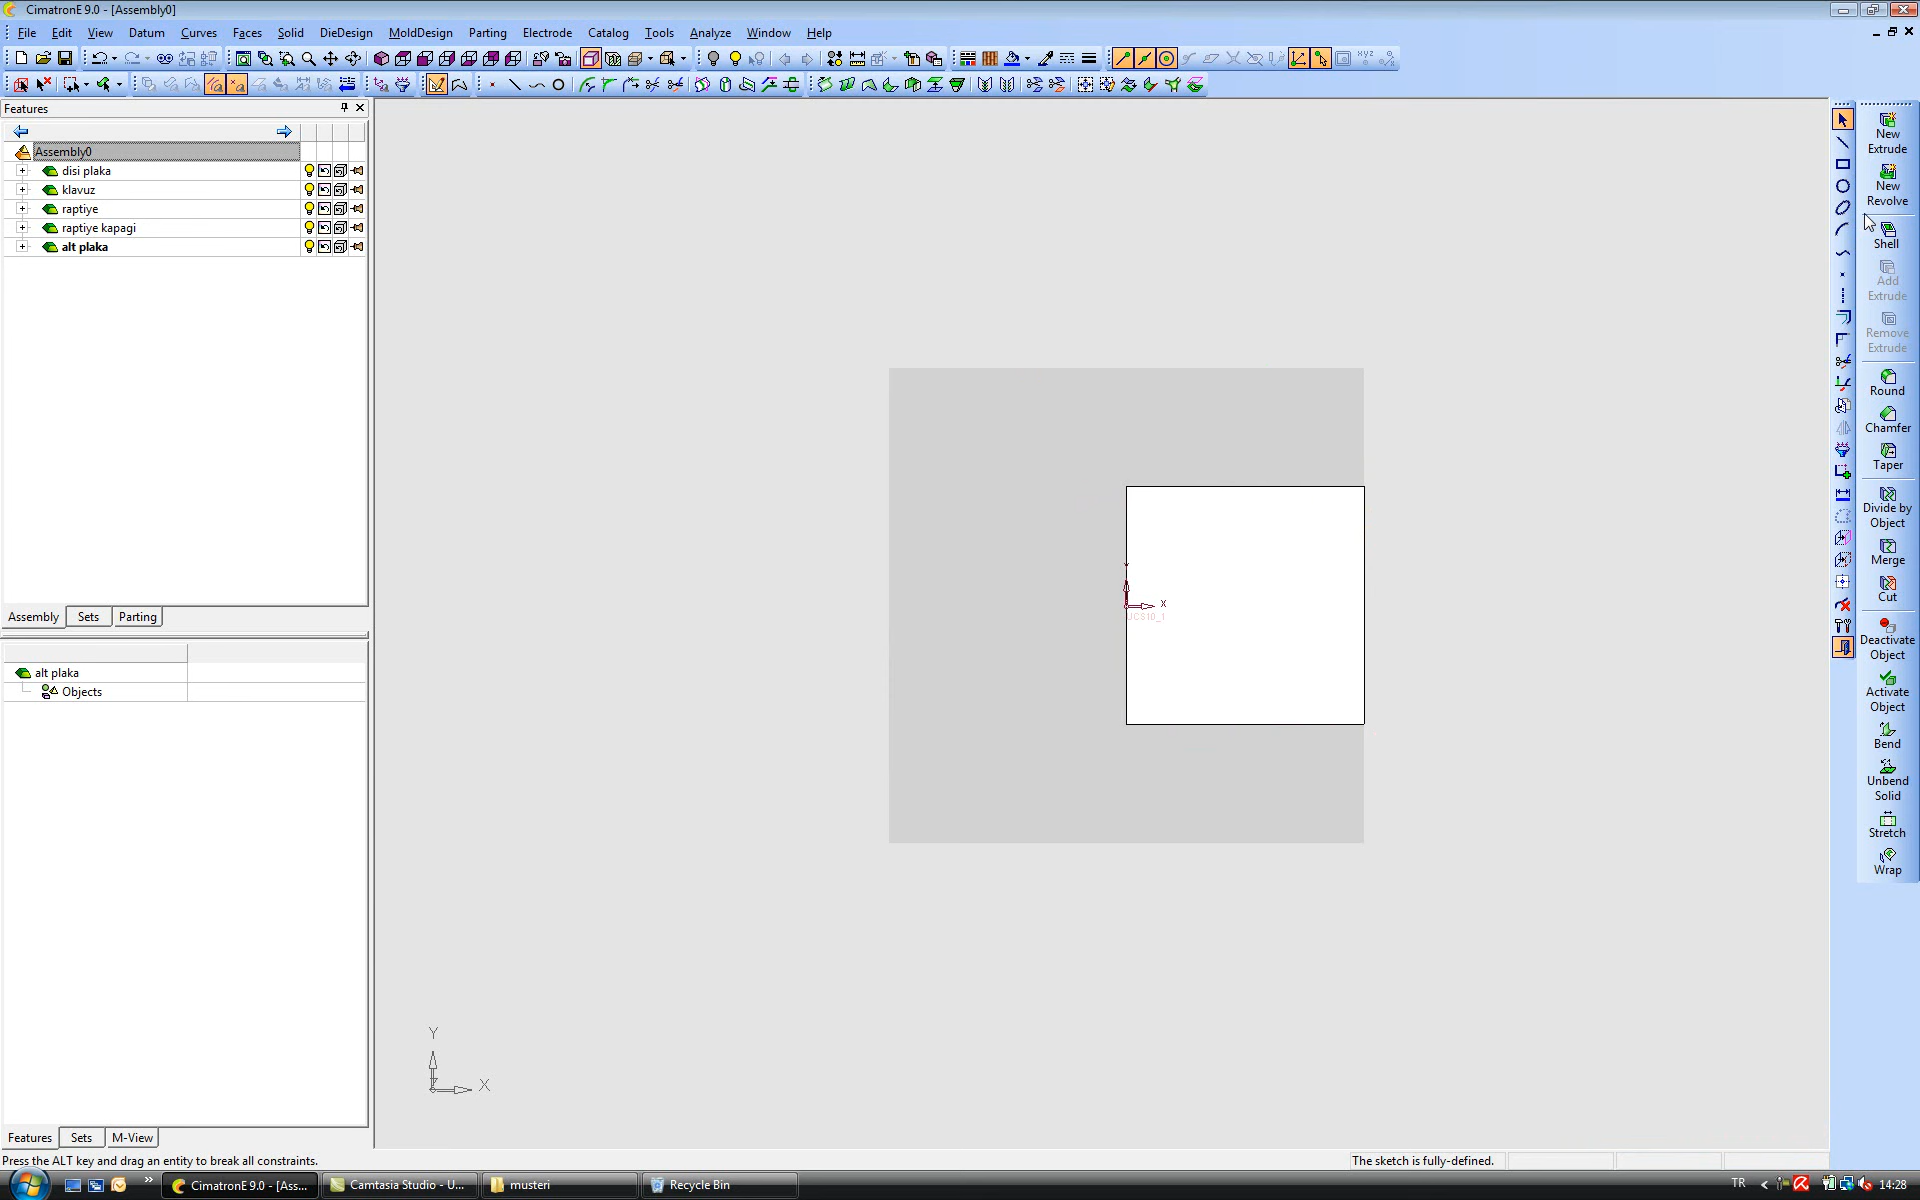 CimatronE 9.0 - [Assembly0]
File Edit View Datum Curves Faces Solid DieDesign MoldDesign Parting Electrode Catalog Tools Analyze Window Help
Features
Assembly0
disi plaka
klavuz
raptiye
raptiye kapagi
alt plaka
Assembly Sets Parting
alt plaka
Objects
Features Sets M-View
X
UCS10_1
Y
X
New Extrude
New Revolve
Shell
Add Extrude
Remove Extrude
Round
Chamfer
Taper
Divide by Object
Merge
Cut
Deactivate Object
Activate Object
Bend
Unbend Solid
Stretch
Wrap
Press the ALT key and drag an entity to break all constraints.
The sketch is fully-defined.
CimatronE 9.0 - [Ass...
Camtasia Studio - U...
musteri
Recycle Bin
TR
14:28